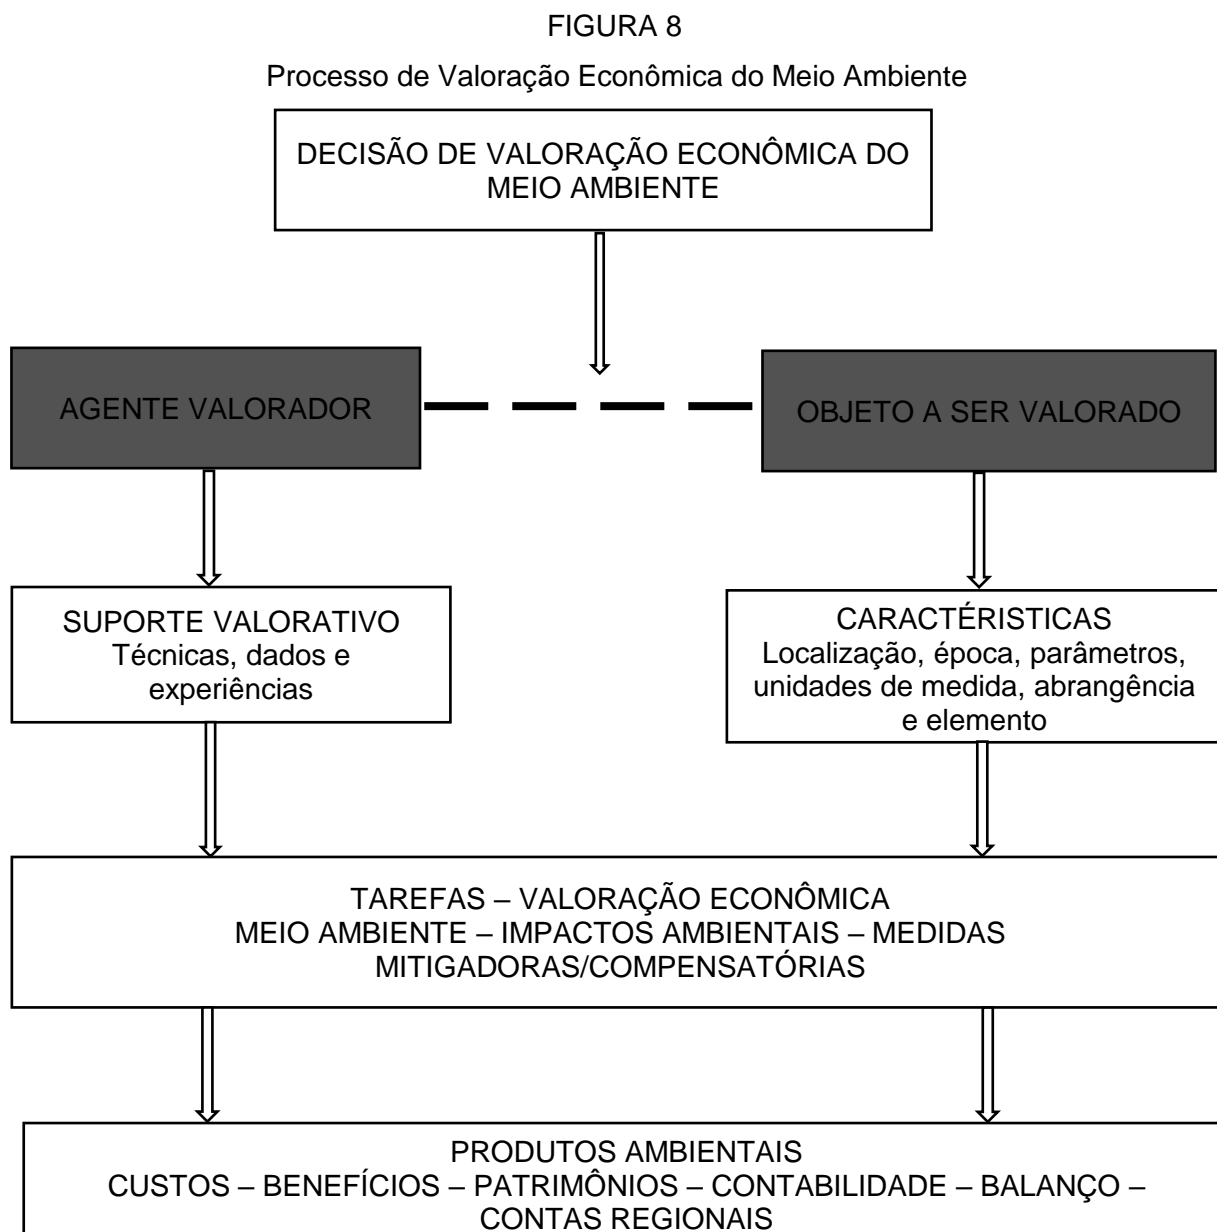 FIGURA 8
Processo de Valoração Econômica do Meio Ambiente
DECISÃO DE VALORAÇÃO ECONÔMICA DO
MEIO AMBIENTE
AGENTE VALORADOR
OBJETO A SER VALORADO
SUPORTE VALORATIVO
Técnicas, dados e
experiências
CARACTÉRISTICAS
Localização, época, parâmetros,
unidades de medida, abrangência
e elemento
TAREFAS – VALORAÇÃO ECONÔMICA
MEIO AMBIENTE – IMPACTOS AMBIENTAIS – MEDIDAS
MITIGADORAS/COMPENSATÓRIAS
PRODUTOS AMBIENTAIS
CUSTOS – BENEFÍCIOS – PATRIMÔNIOS – CONTABILIDADE – BALANÇO –
CONTAS REGIONAIS